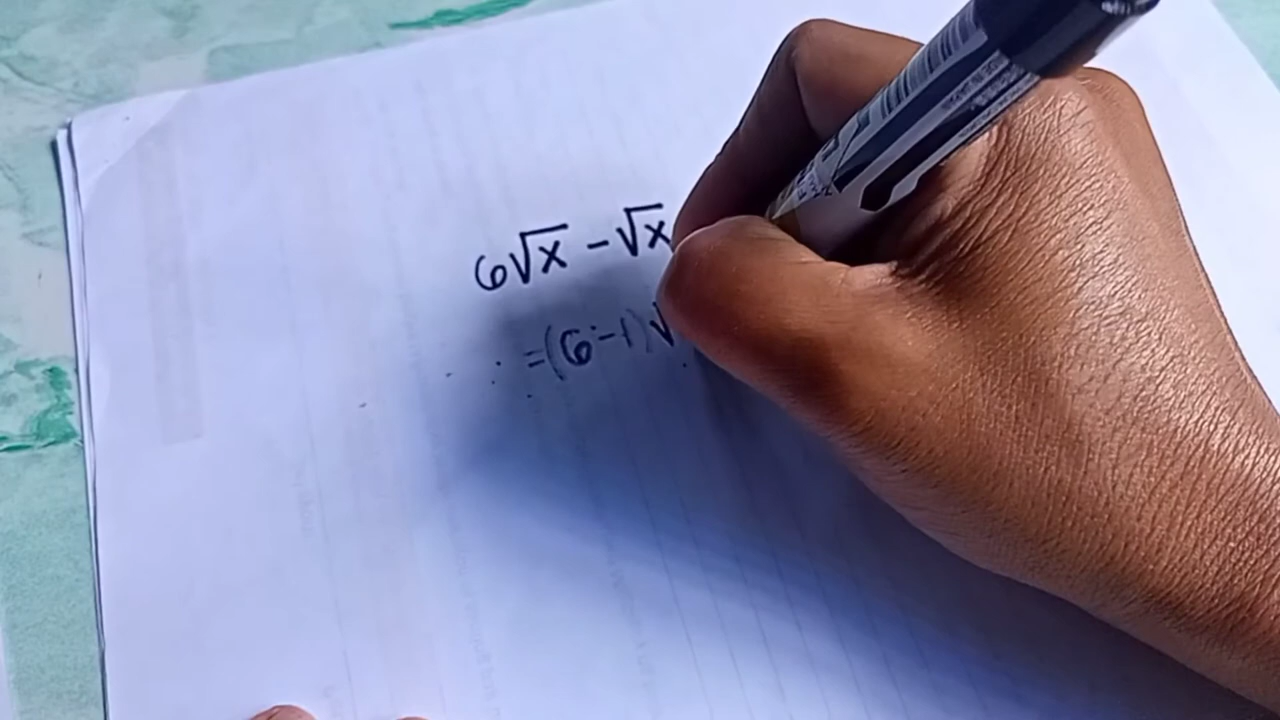 6√x - √x
=(6-1)√